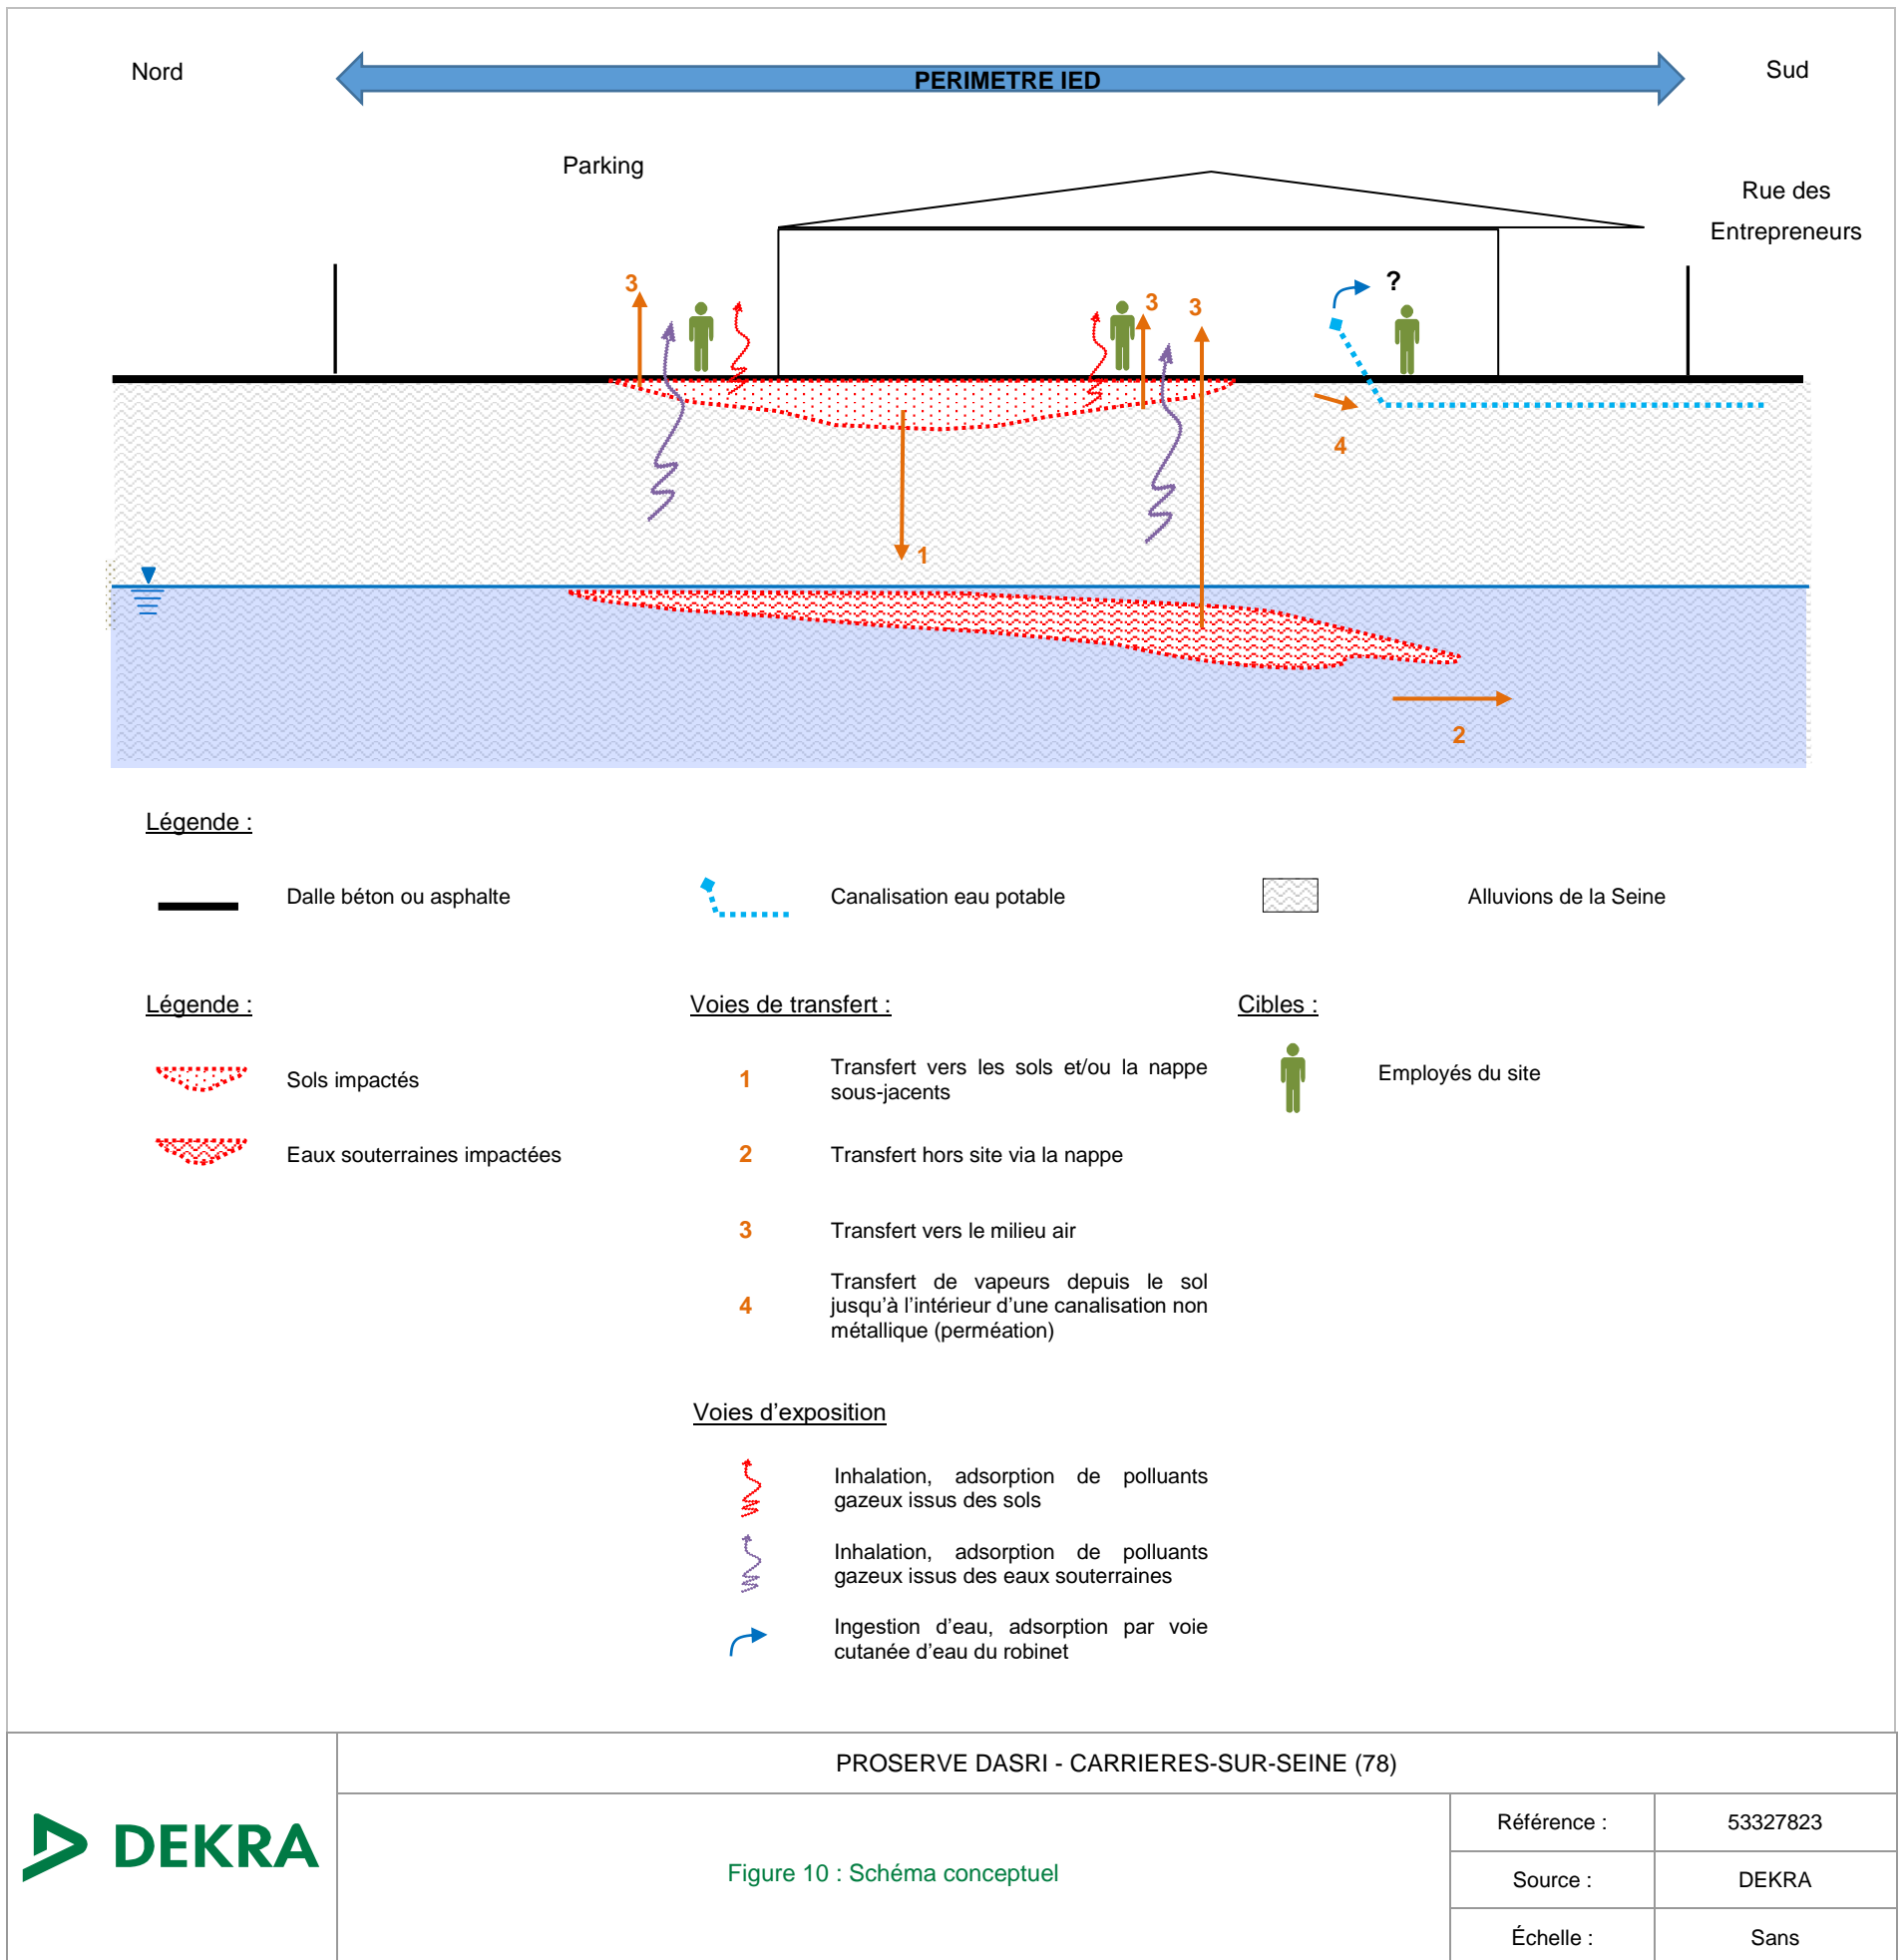 Nord
PERIMETRE IED
Sud
Parking
Rue des
Entrepreneurs
3
3
3
?
4
1
2
Légende :
Dalle béton ou asphalte
Canalisation eau potable
Alluvions de la Seine
Légende :
Voies de transfert :
Cibles :
Sols impactés
1
Transfert vers les sols et/ou la nappe
sous-jacents
Employés du site
Eaux souterraines impactées
2
Transfert hors site via la nappe
3
Transfert vers le milieu air
4
Transfert de vapeurs depuis le sol
jusqu'à l'intérieur d'une canalisation non
métallique (perméation)
Voies d'exposition
Inhalation, adsorption de polluants
gazeux issus des sols
Inhalation, adsorption de polluants
gazeux issus des eaux souterraines
Ingestion d'eau, adsorption par voie
cutanée d'eau du robinet
DEKRA
PROSERVE DASRI - CARRIERES-SUR-SEINE (78)
Figure 10 : Schéma conceptuel
Référence :
53327823
Source :
DEKRA
Échelle :
Sans